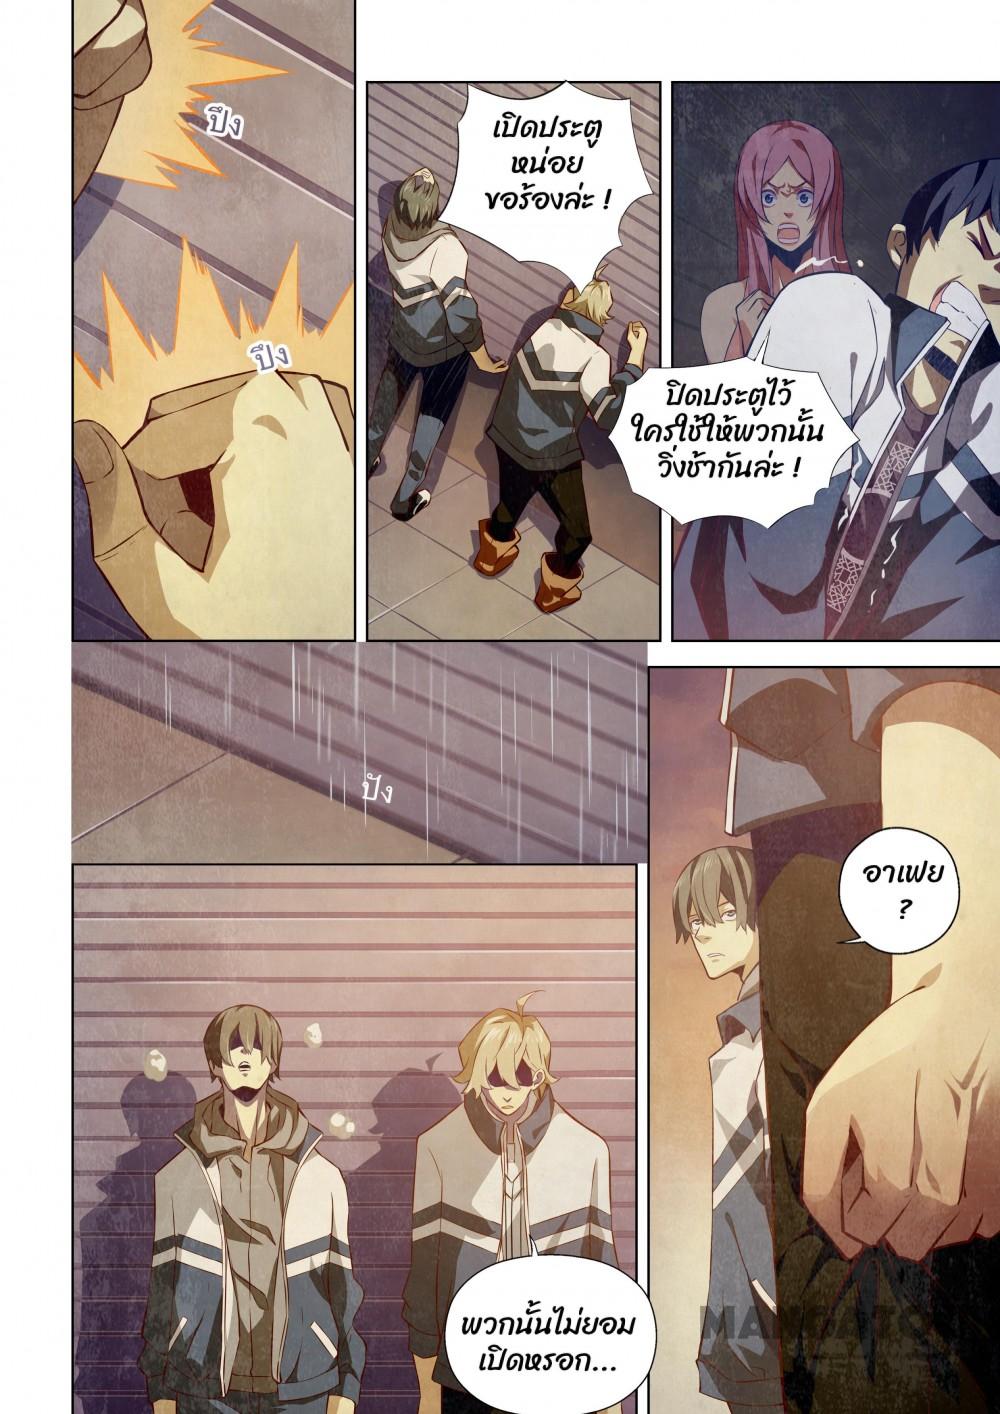 ปึง
ปึง
เปิดประตู
หน่อย
ขอร้องล่ะ !
ปิดประตูไว้
ใครใช้ให้พวกนั้น
วิ่งช้ากันล่ะ !
ปัง
อาเฟย
?
พวกนั้นไม่ยอม
เปิดหรอก...
MANGATOON